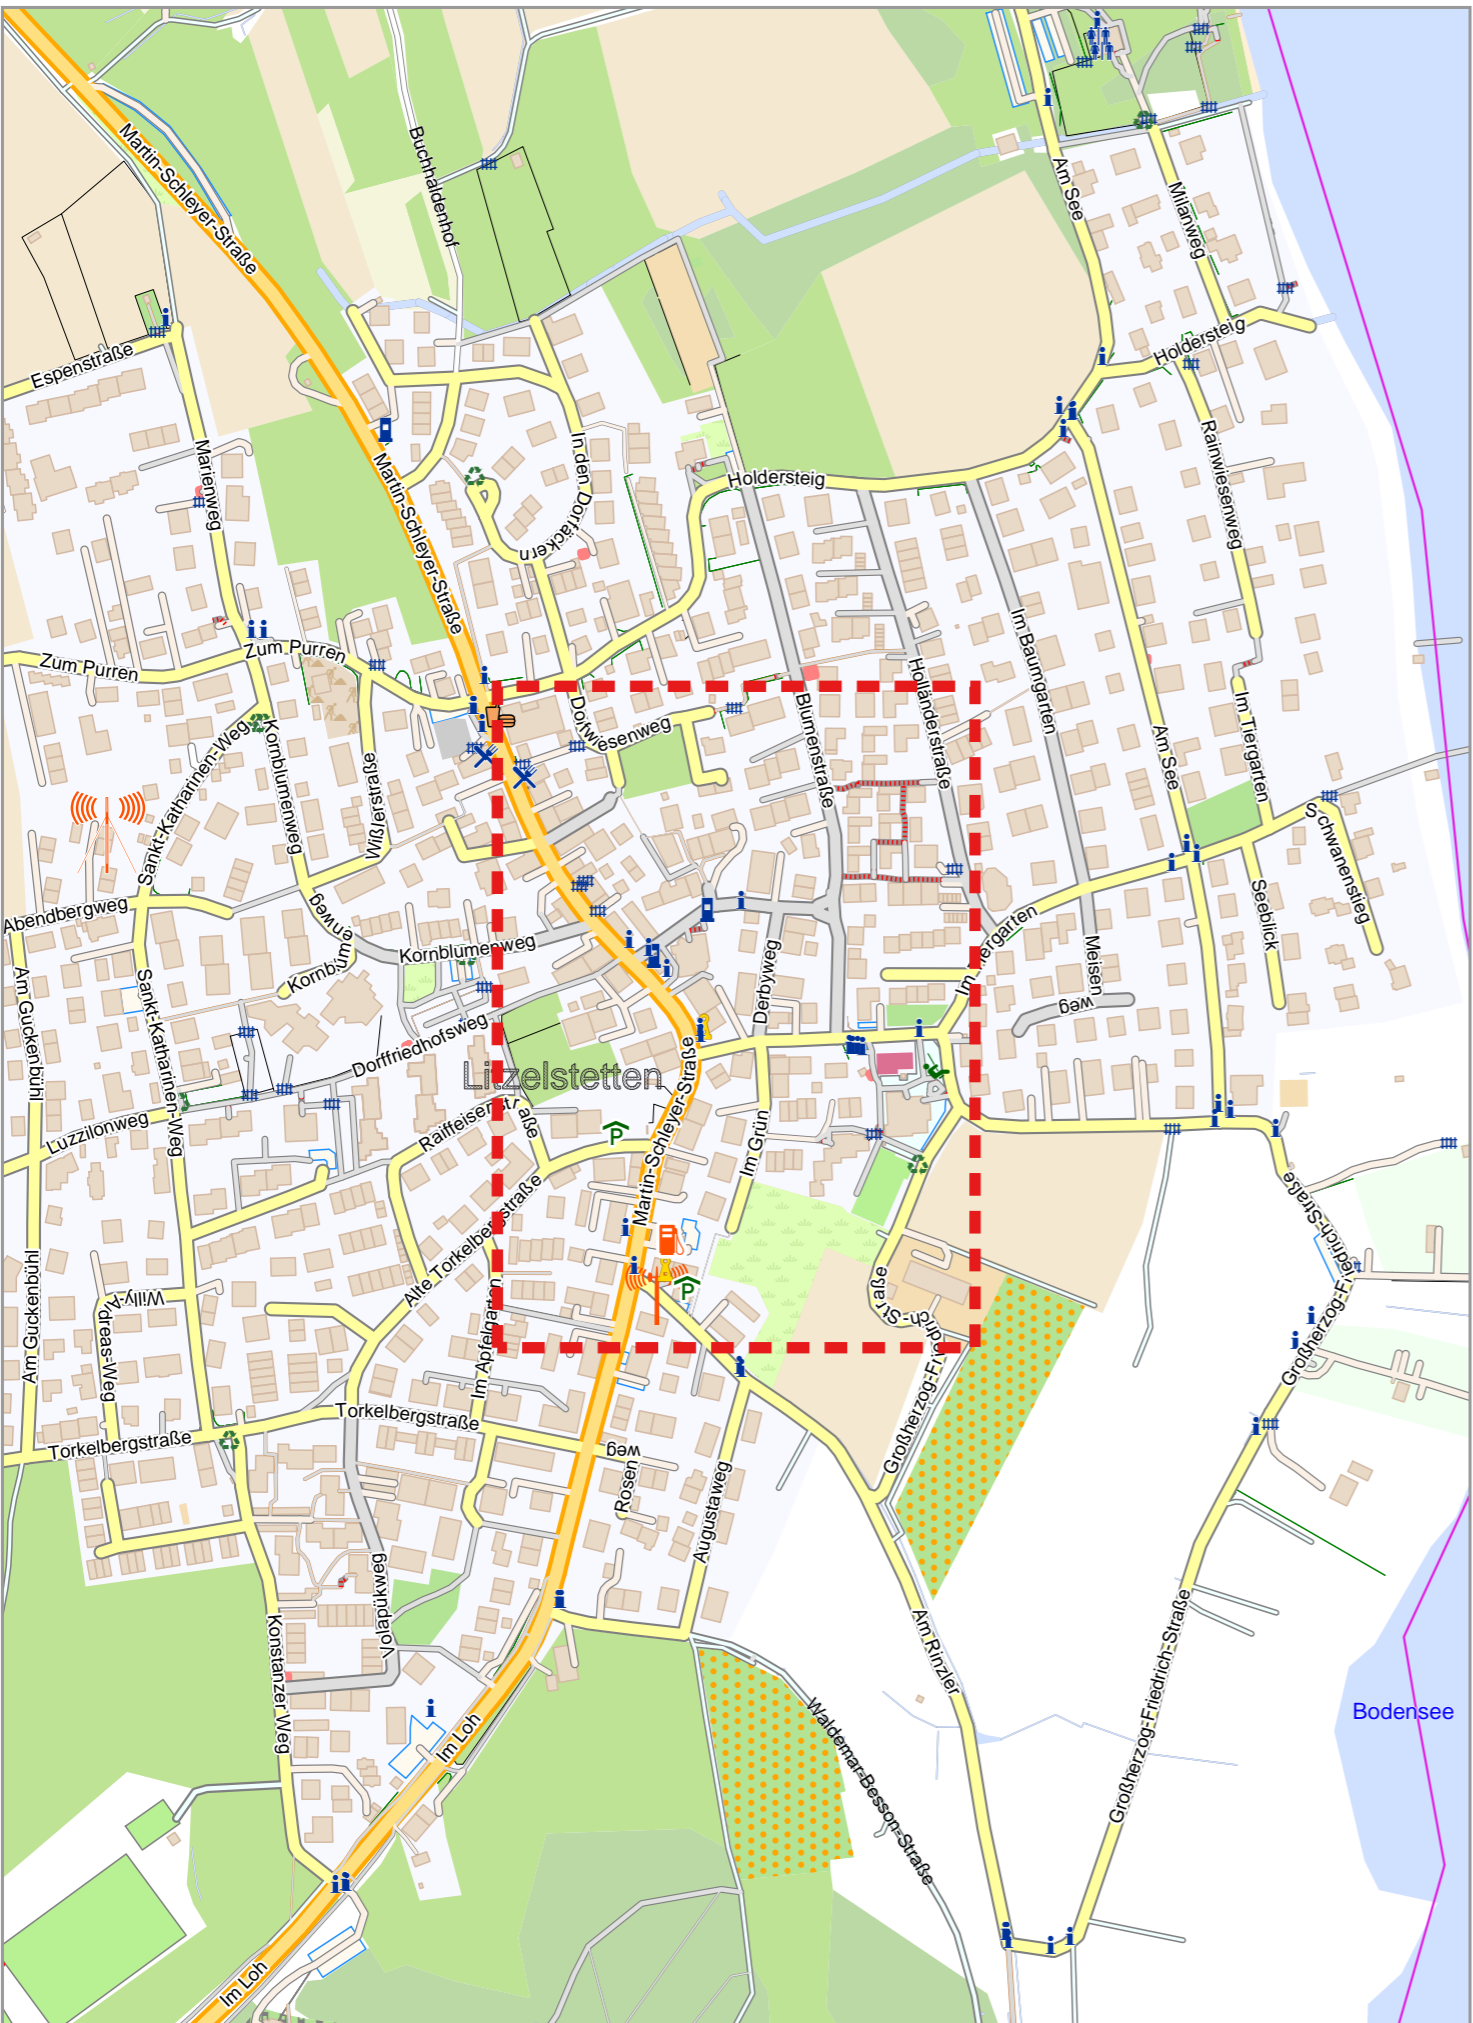 Martin-Schleyer-Straße
Buchhaldenhof
Am See
Milanweg
Espenstraße
Holdersteig
Marienweg
Martin-Schleyer-Straße
In den Dorfäckern
Holdersteig
Rainwiesenweg
Zum Purren
Zum Purren
Im Baumgarten
Holländerstraße
Blumenstraße
Dorfwiesenweg
Im Tiergarten
Am See
Sankt-Katharinen-Weg
Kornblumenweg
Wißlerstraße
Schwanenstieg
Seeblick
Abendbergweg
Kornblumenweg
Kornblumenweg
Im Tiergarten
Derbyweg
Meisenweg
Am Guckenbühl
Sankt-Katharinen-Weg
Dorffriedhofsweg
Litzelstetten
Martin-Schleyer-Straße
Luzzilonweg
Raiffeisenstraße
Im Grün
Alte Torkelbergstraße
Großherzog-Friedrich-Straße
Am Guckenbühl
Willy-Andreas-Weg
Im Apfelgarten
Großherzog-Friedrich-Straße
Torkelbergstraße
Torkelbergstraße
Rosenweg
Augustaweg
Volapükweg
Konstanzer Weg
Am Rinzler
Großherzog-Friedrich-Straße
Im Loh
Waldemar-Besson-Straße
Bodensee
Im Loh
P
P